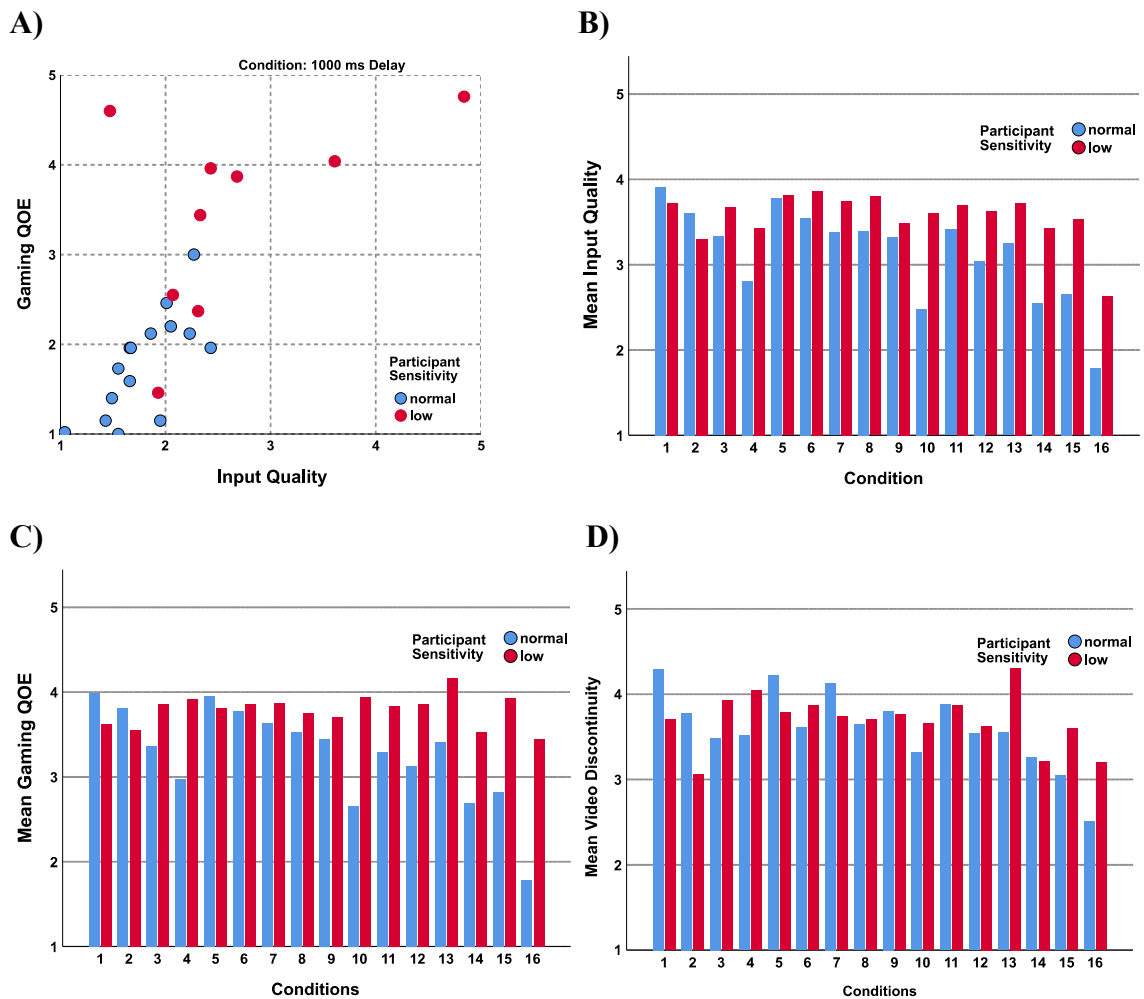 A)
Condition: 1000 ms Delay
Gaming QOE
5
4
3
2
1
Participant
Sensitivity
normal
low
1 2 3 4 5
Input Quality
B)
Mean Input Quality
5
4
3
2
1
Participant
Sensitivity
normal
low
1 2 3 4 5 6 7 8 9 10 11 12 13 14 15 16
Condition
C)
Mean Gaming QOE
5
4
3
2
1
Participant
Sensitivity
normal
low
1 2 3 4 5 6 7 8 9 10 11 12 13 14 15 16
Conditions
D)
Mean Video Discontinuity
5
4
3
2
1
Participant
Sensitivity
normal
low
1 2 3 4 5 6 7 8 9 10 11 12 13 14 15 16
Conditions